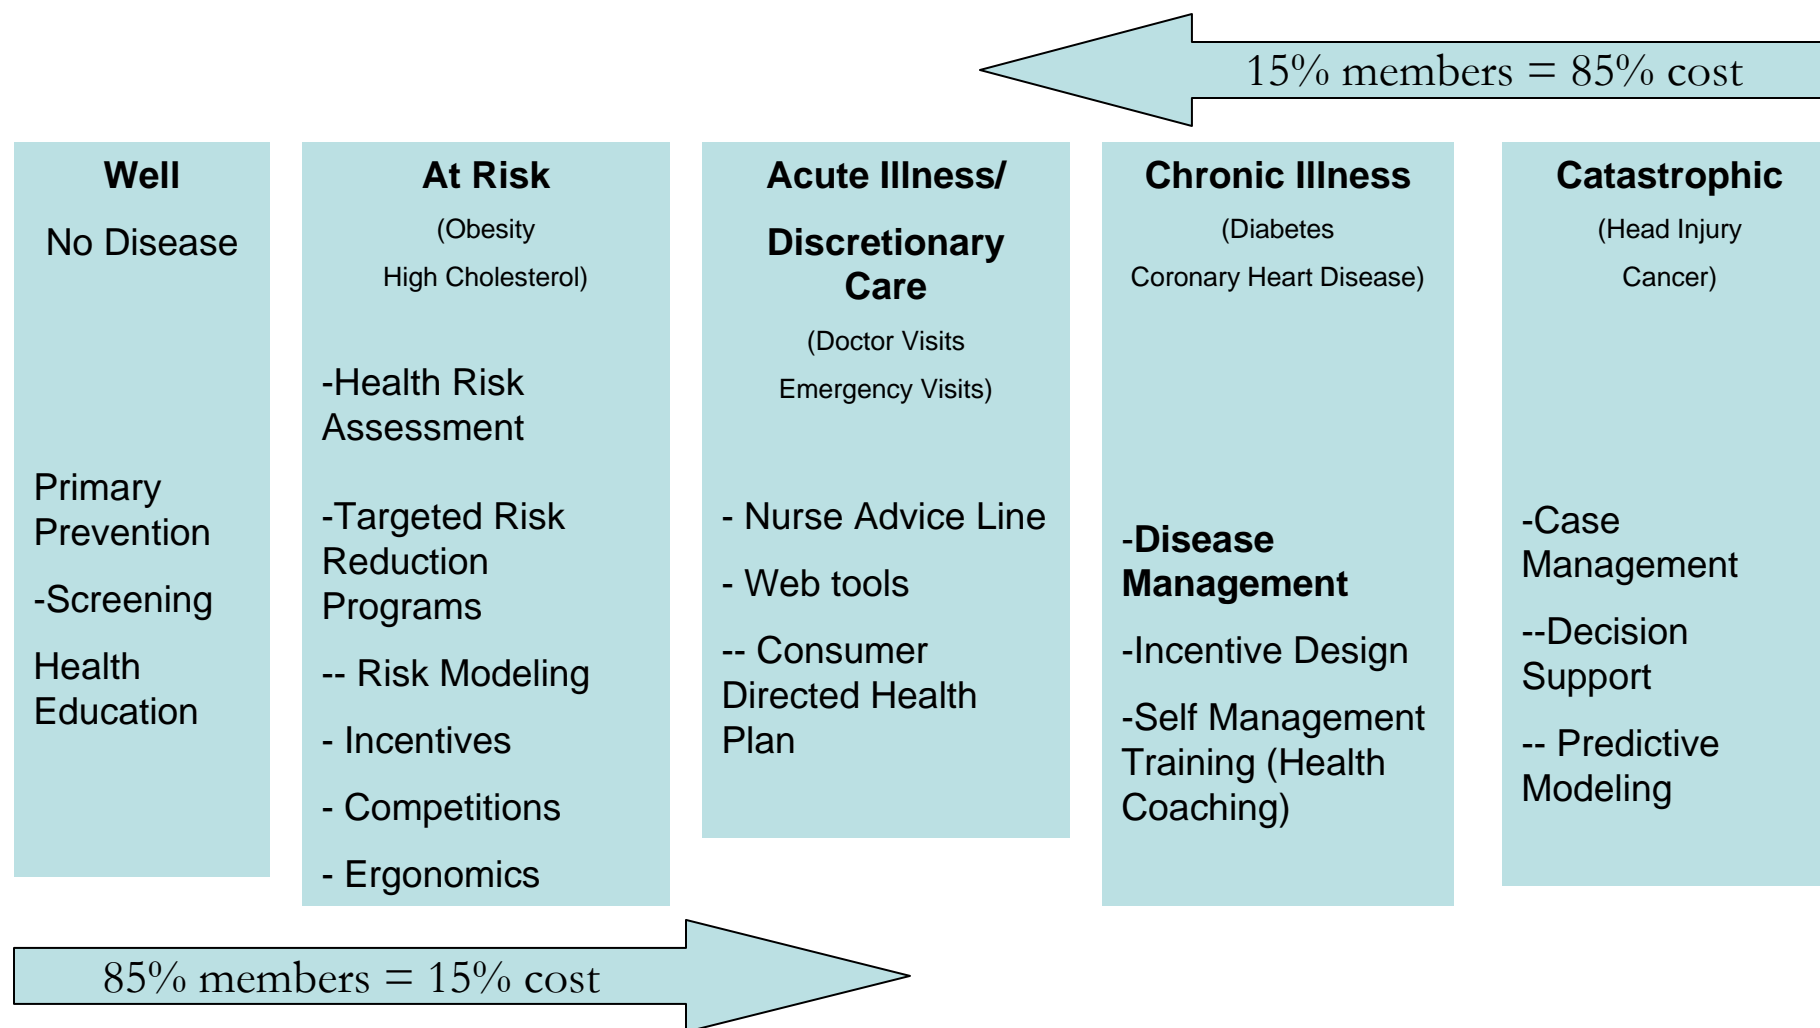 15% members = 85% cost
Well
No Disease
Primary
Prevention
-Screening
Health
Education
At Risk
(Obesity
High Cholesterol)
-Health Risk
Assessment
-Targeted Risk
Reduction
Programs
-- Risk Modeling
- Incentives
- Competitions
- Ergonomics
Acute Illness/
Discretionary
Care
(Doctor Visits
Emergency Visits)
- Nurse Advice Line
- Web tools
-- Consumer
Directed Health
Plan
Chronic Illness
(Diabetes
Coronary Heart Disease)
-Disease
Management
-Incentive Design
-Self Management
Training (Health
Coaching)
Catastrophic
(Head Injury
Cancer)
-Case
Management
--Decision
Support
-- Predictive
Modeling
85% members = 15% cost